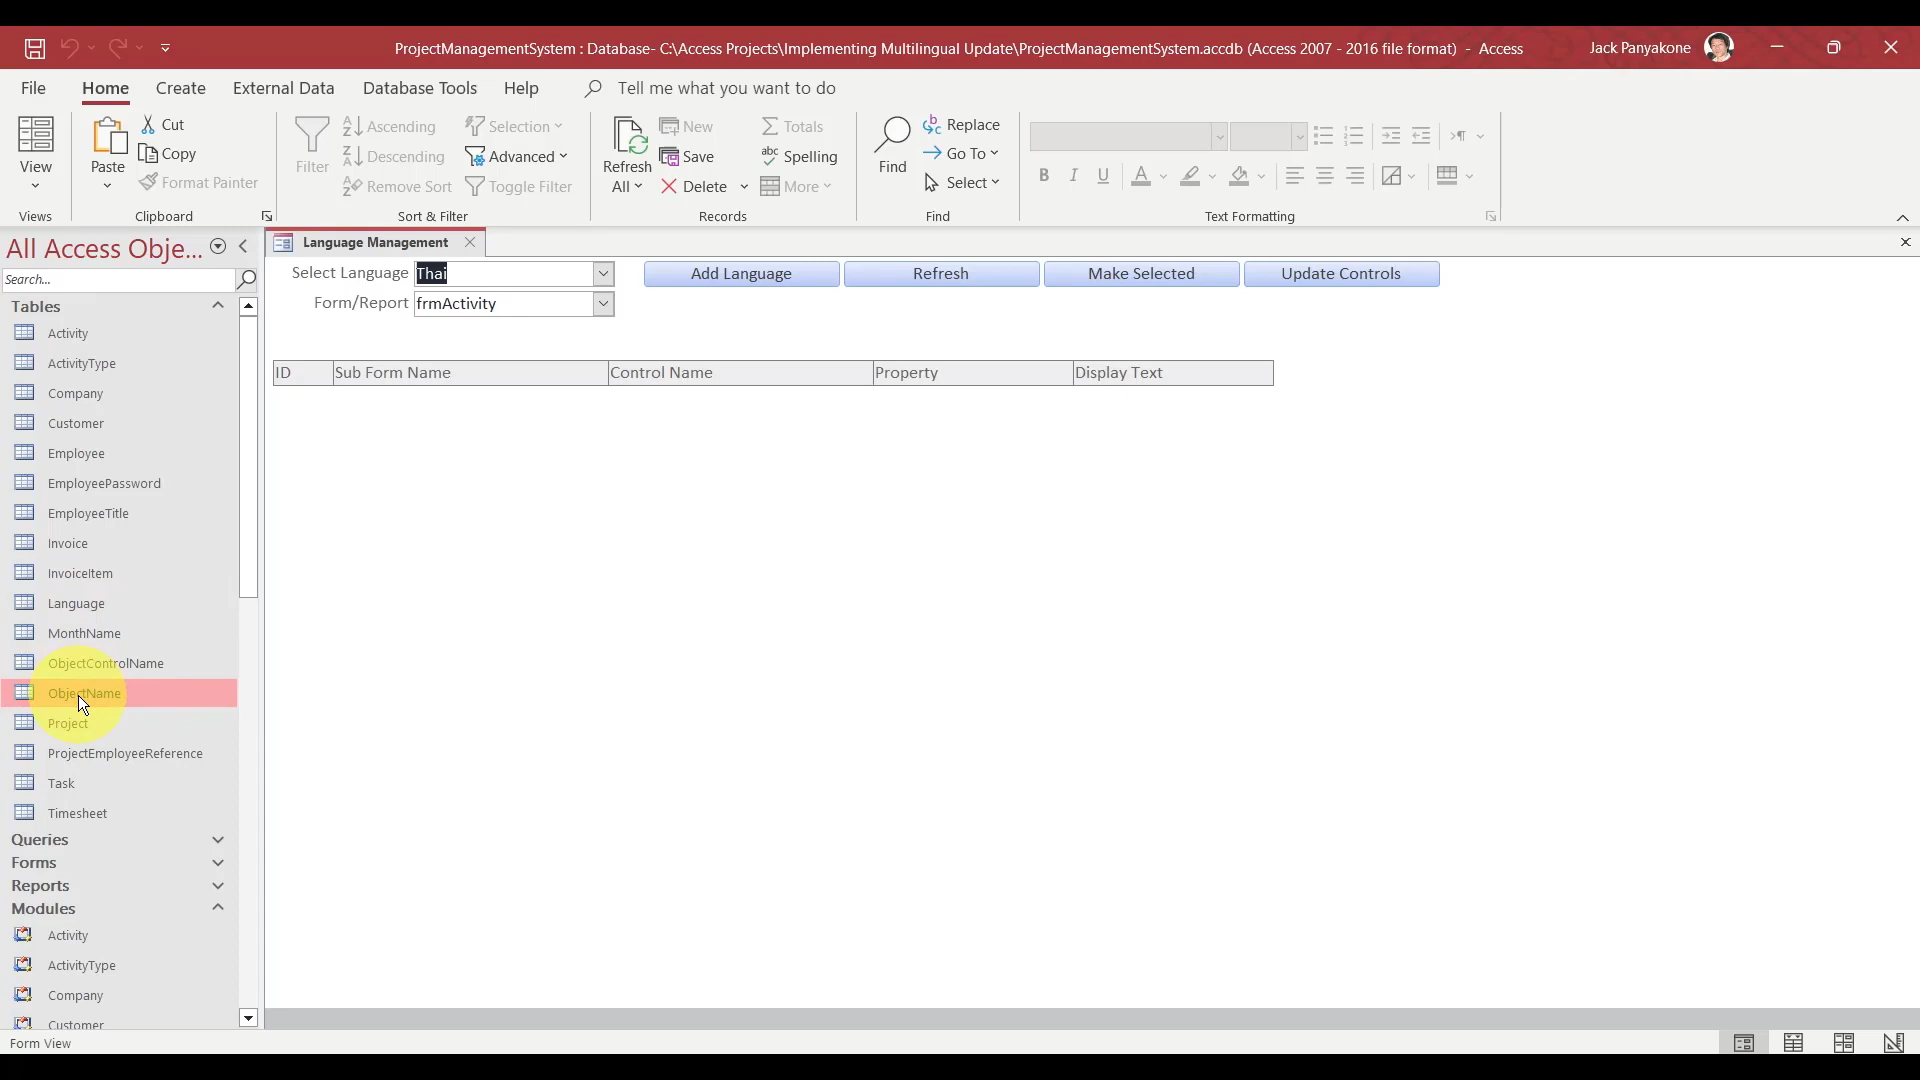 ProjectManagementSystem : Database- C:\Access Projects\Implementing Multilingual Update\ProjectManagementSystem.accdb (Access 2007 - 2016 file format) - Access
Jack Panyakone
File
Home
Create
External Data
Database Tools
Help
Tell me what you want to do
View
Views
Paste
Cut
Copy
Format Painter
Clipboard
Filter
Ascending
Descending
Remove Sort
Selection
Advanced
Toggle Filter
Sort & Filter
Refresh
All
New
Save
Delete
Totals
Spelling
More
Records
Find
Replace
Go To
Select
Find
B I U
Text Formatting
All Access Obje...
Search...
Tables
Activity
ActivityType
Company
Customer
Employee
EmployeePassword
EmployeeTitle
Invoice
InvoiceItem
Language
MonthName
ObjectControlName
ObjectName
Project
ProjectEmployeeReference
Task
Timesheet
Queries
Forms
Reports
Modules
Activity
ActivityType
Company
Customer
Language Management
Select Language Thai
Add Language
Refresh
Make Selected
Update Controls
Form/Report frmActivity
ID
Sub Form Name
Control Name
Property
Display Text
Form View